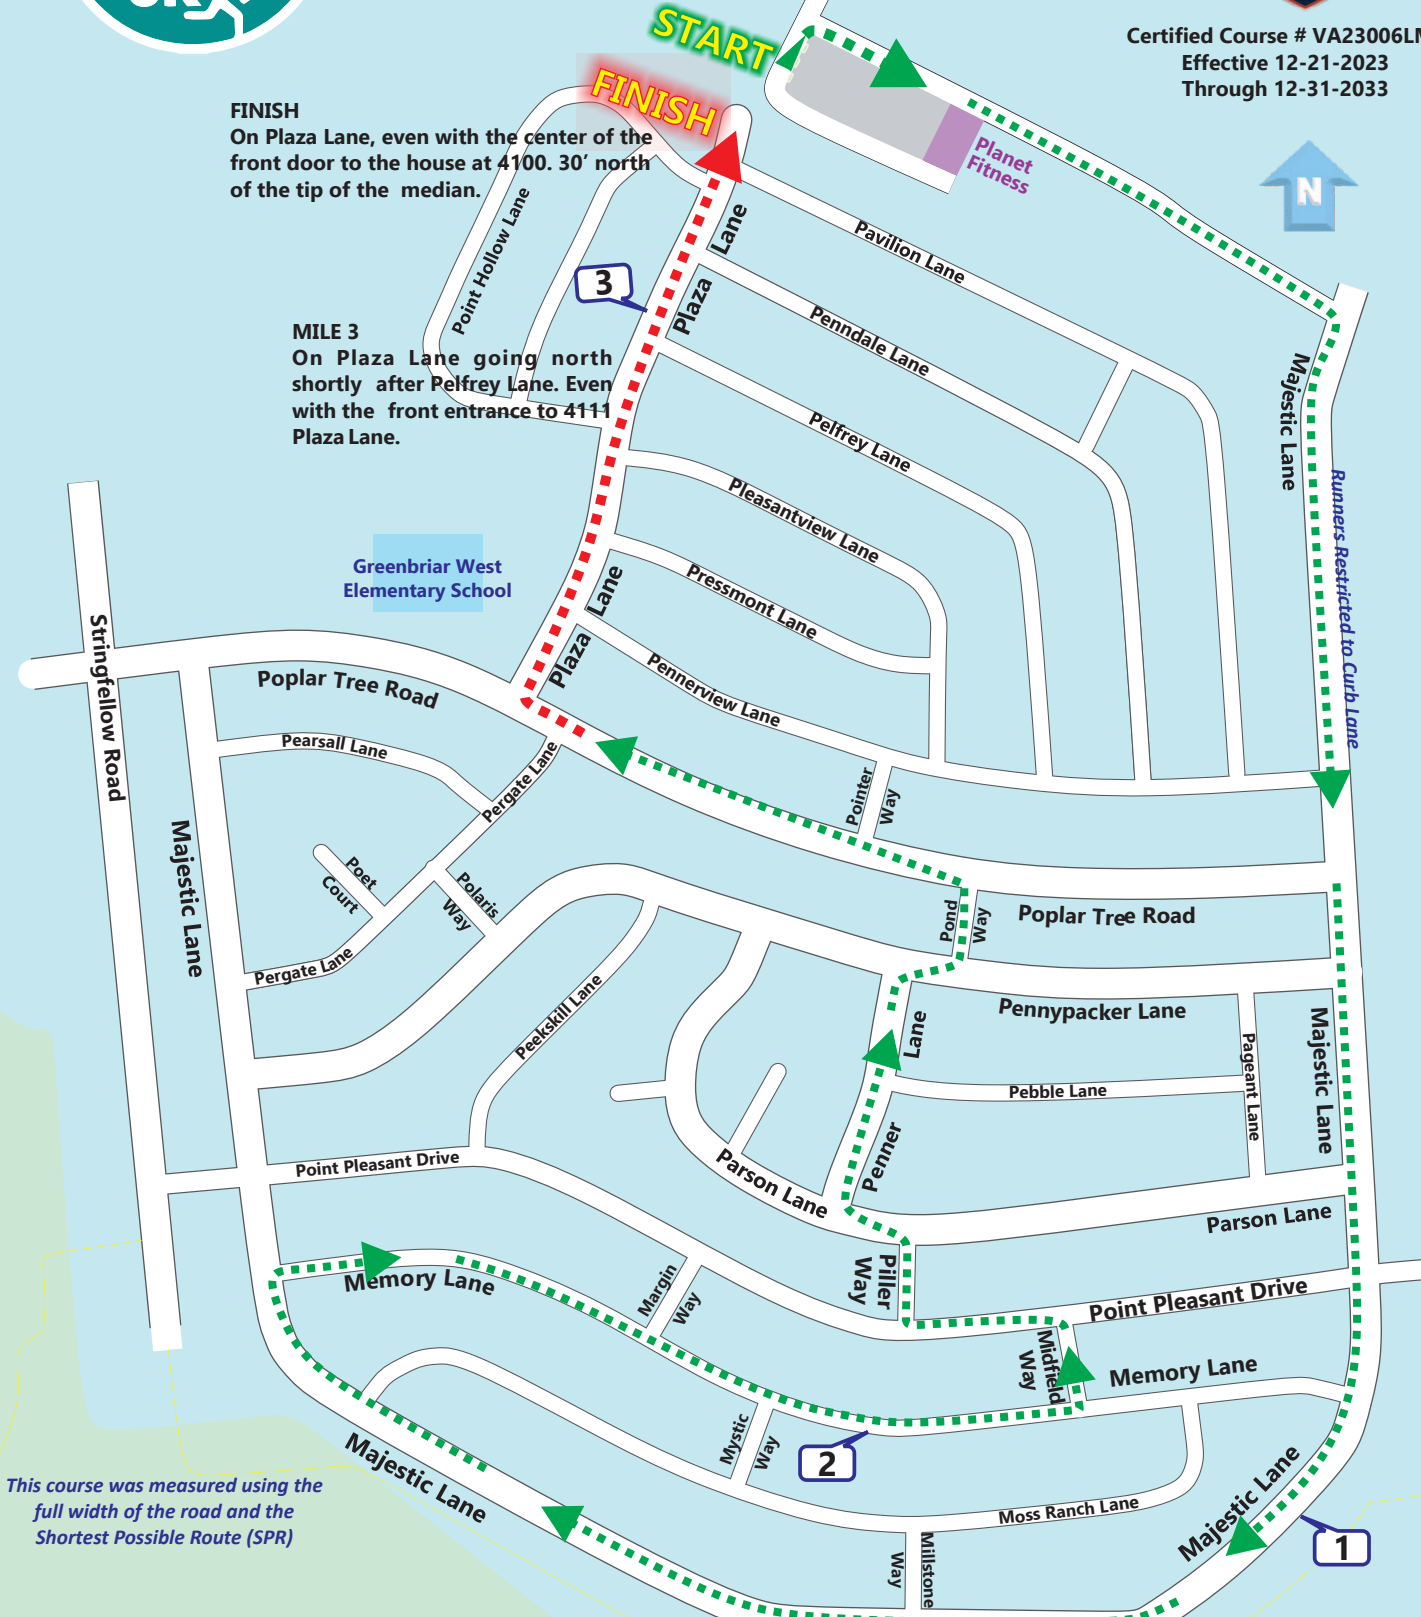 5K
START
FINISH
Certified Course # VA23006LM
Effective 12-21-2023
Through 12-31-2033
FINISH
On Plaza Lane, even with the center of the
front door to the house at 4100. 30’ north
of the tip of the median.
Planet
Fitness
N
Point Hollow Lane
Plaza Lane
Pavilion Lane
3
MILE 3
On Plaza Lane going north
shortly after Pelfrey Lane. Even
with the front entrance to 4111
Plaza Lane.
Penndale Lane
Majestic Lane
Pelfrey Lane
Runners Restricted to Curb Lane
Pleasantview Lane
Greenbriar West
Elementary School
Pressmont Lane
Plaza Lane
Stringfellow Road
Poplar Tree Road
Pennerview Lane
Pearsall Lane
Pergate Lane
Pointer
Way
Majestic Lane
Poet
Court
Polaris
Way
Pond
Way
Poplar Tree Road
Pergate Lane
Peekskill Lane
Pennypacker Lane
Penner Lane
Pageant Lane
Majestic Lane
Pebble Lane
Point Pleasant Drive
Parson Lane
Parson Lane
Memory Lane
Margin
Way
Piller
Way
Point Pleasant Drive
Midfield
Way
Memory Lane
Mystic
Way
2
Majestic Lane
Majestic Lane
Moss Ranch Lane
1
Millstone
Way
This course was measured using the
full width of the road and the
Shortest Possible Route (SPR)